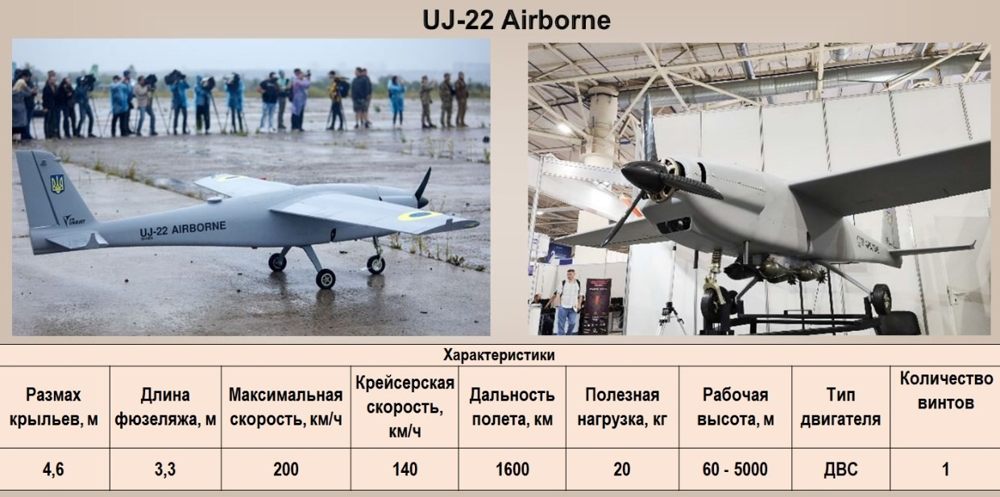 UJ-22 Airborne
UJ-22 AIRBORNE
Характеристики
Размах крыльев, м
Длина фюзеляжа, м
Максимальная скорость, км/ч
Крейсерская скорость, км/ч
Дальность полета, км
Полезная нагрузка, кг
Рабочая высота, м
Тип двигателя
Количество винтов
4,6
3,3
200
140
1600
20
60 - 5000
ДВС
1